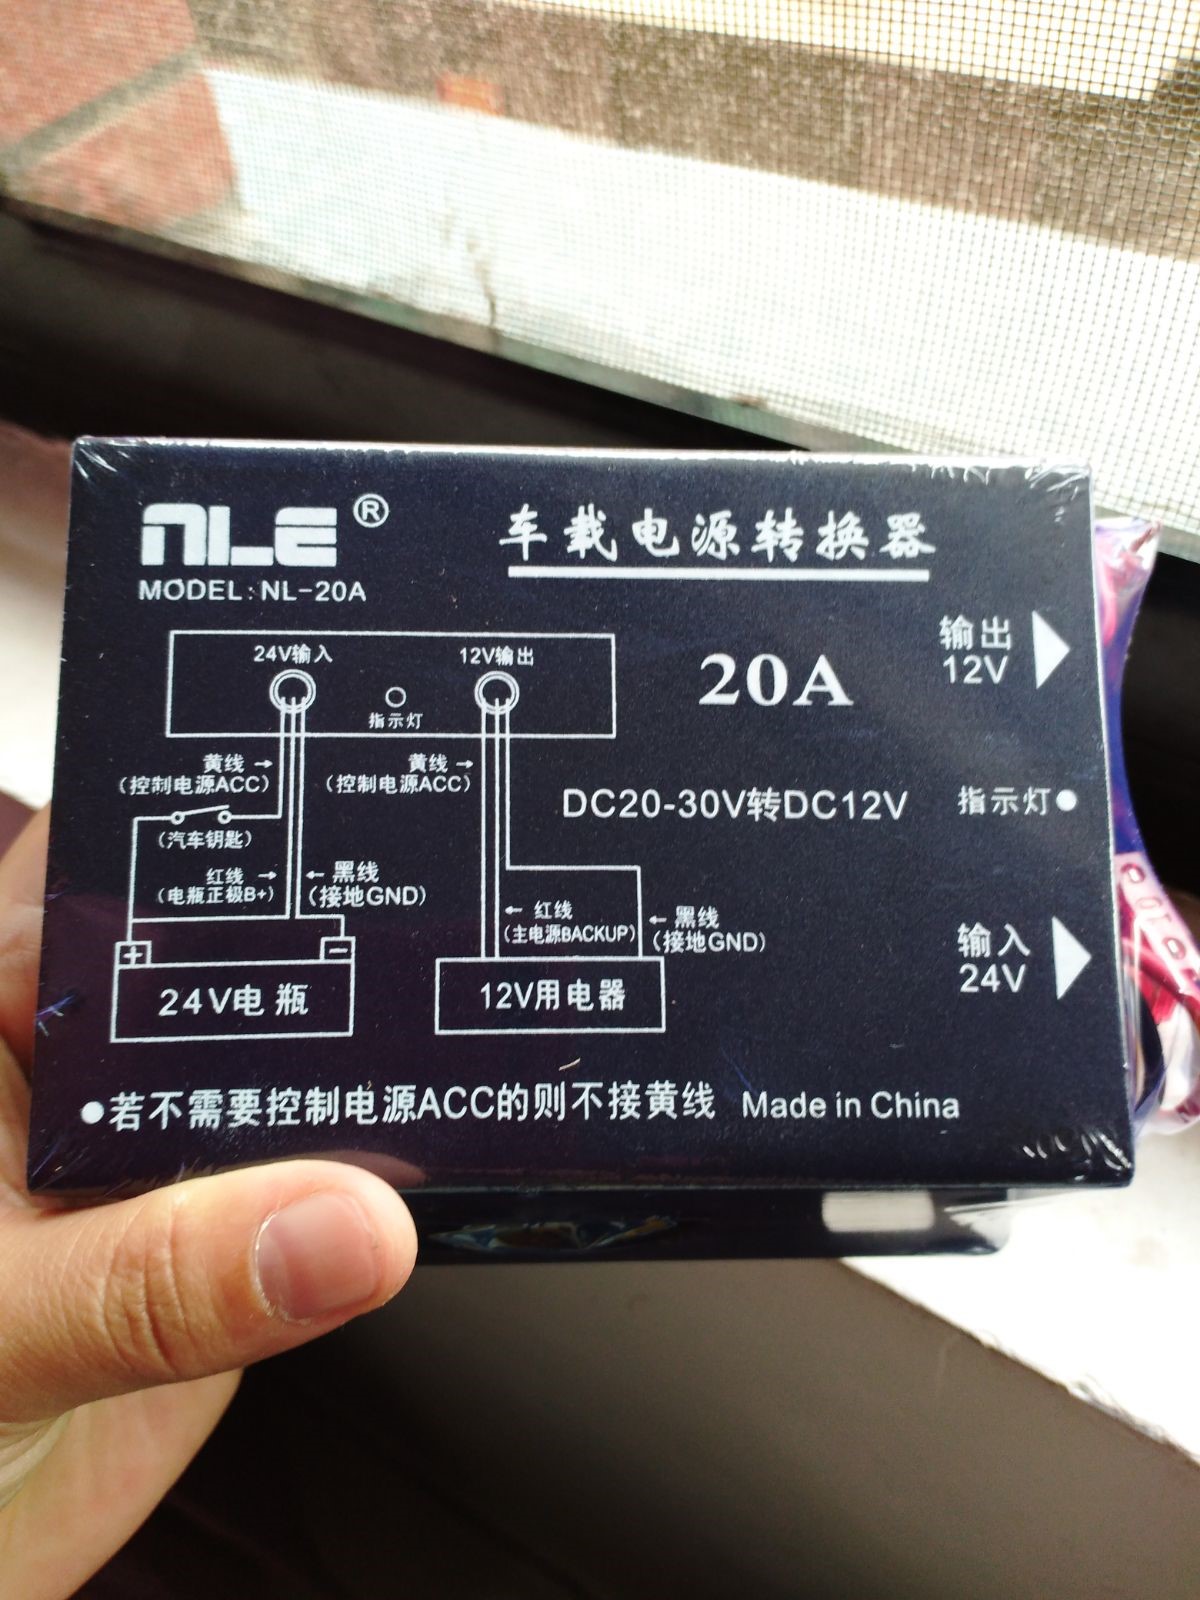 NLE®
车载电源转换器
MODEL: NL-20A
输出
12V
24V输入
12V输出
20A
指示灯
黄线→
(控制电源ACC)
黄线→
(控制电源ACC)
DC20-30V转DC12V
指示灯
(汽车钥匙)
红线→
(电瓶正极B+)
←黑线
(接地GND)
←红线
(主电源BACKUP)
←黑线
(接地GND)
输入
24V
+
-
24V电瓶
12V用电器
●若不需要控制电源ACC的则不接黄线 Made in China